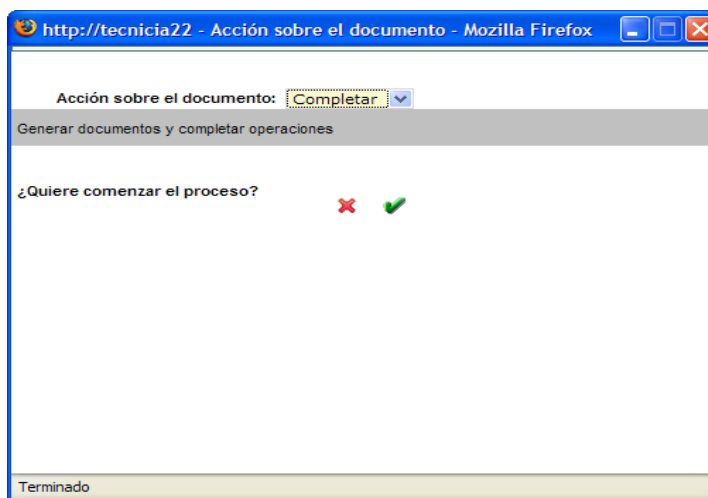 http://tecnicia22 - Acción sobre el documento - Mozilla Firefox
Acción sobre el documento: Completar
Generar documentos y completar operaciones
¿Quiere comenzar el proceso?
Terminado